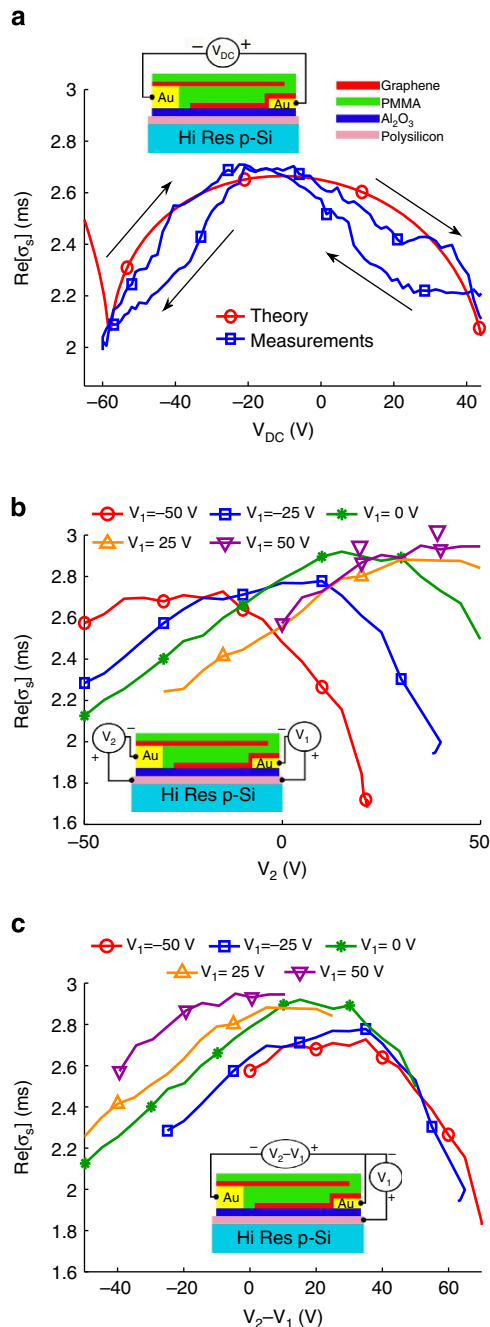 a
− V_DC +
Au
Au
Hi Res p-Si
Graphene
PMMA
Al₂O₃
Polysilicon
3
2.8
2.6
2.4
2.2
2
Re[σ_s] (ms)
Theory
Measurements
−60 −40 −20 0 20 40
V_DC (V)
b
V₁=−50 V V₁=−25 V V₁= 0 V
V₁= 25 V V₁= 50 V
3
2.8
2.6
2.4
2.2
2
1.8
1.6
Re[σ_s] (ms)
V₂ − +
− V₁ +
Au
Au
Hi Res p-Si
−50 0 50
V₂ (V)
c
V₁=−50 V V₁=−25 V V₁= 0 V
V₁= 25 V V₁= 50 V
3
2.8
2.6
2.4
2.2
2
1.8
1.6
Re[σ_s] (ms)
− V₂−V₁ +
− V₁ +
Au
Au
Hi Res p-Si
−40 −20 0 20 40 60
V₂−V₁ (V)